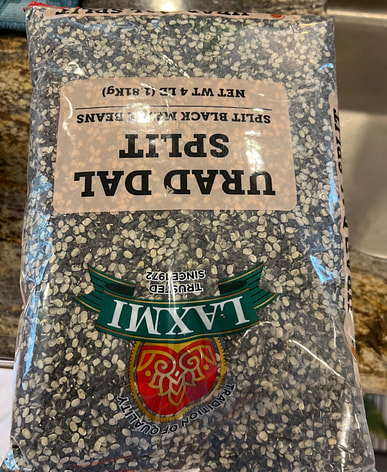 TRADITION OF QUALITY
LAXMI
TRUSTED
SINCE 1972
URAD DAL
SPLIT
SPLIT BLACK MATPE BEANS
NET WT 4 LB (1.81Kg)